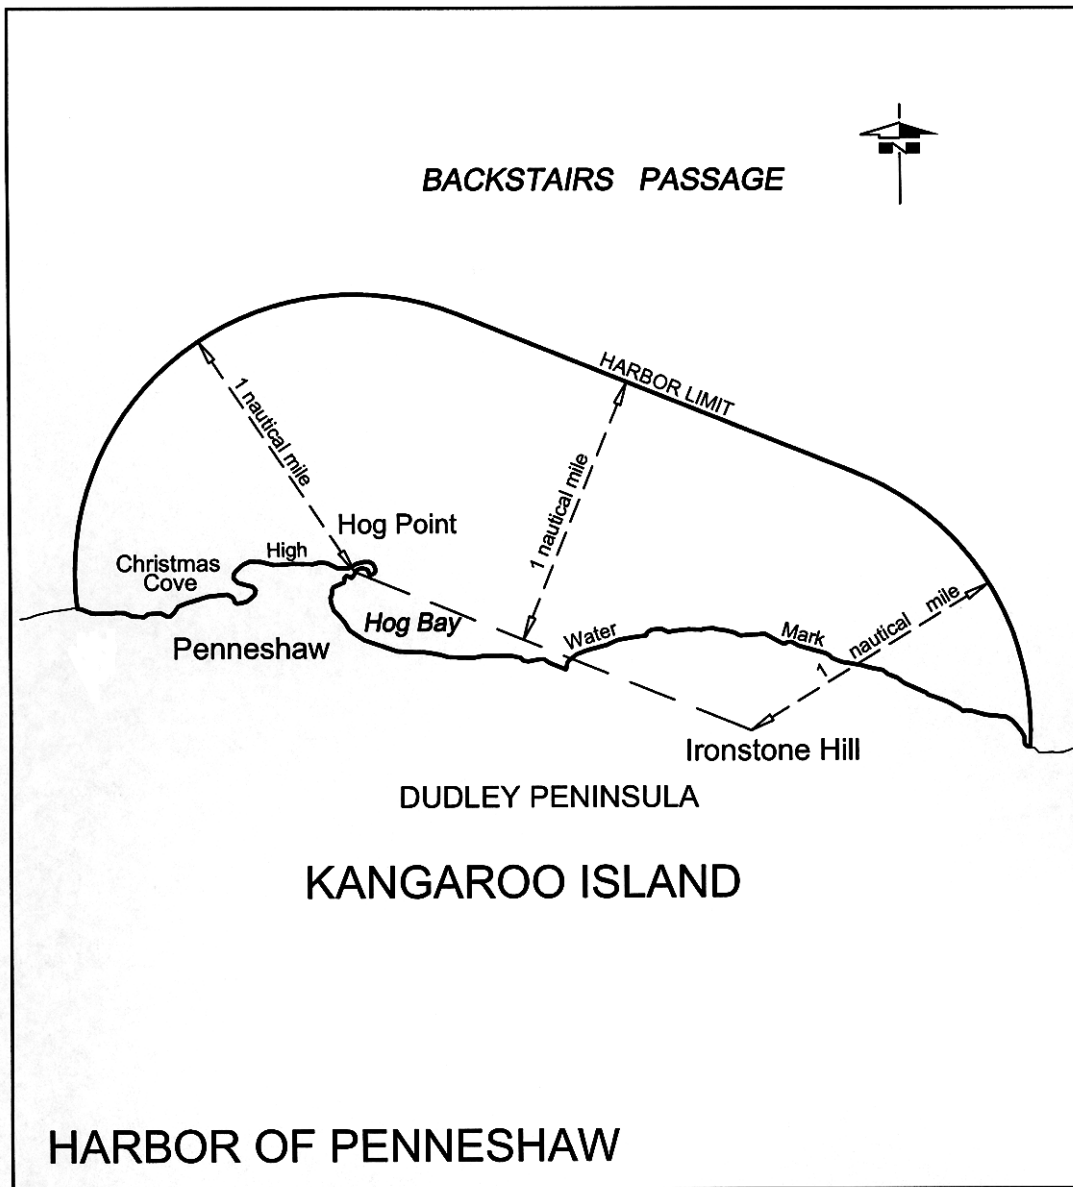 N
BACKSTAIRS PASSAGE
HARBOR LIMIT
1 nautical mile
1 nautical mile
Hog Point
High
Christmas
Cove
1 nautical mile
Hog Bay
Water
Mark
Penneshaw
Ironstone Hill
DUDLEY PENINSULA
KANGAROO ISLAND
HARBOR OF PENNESHAW